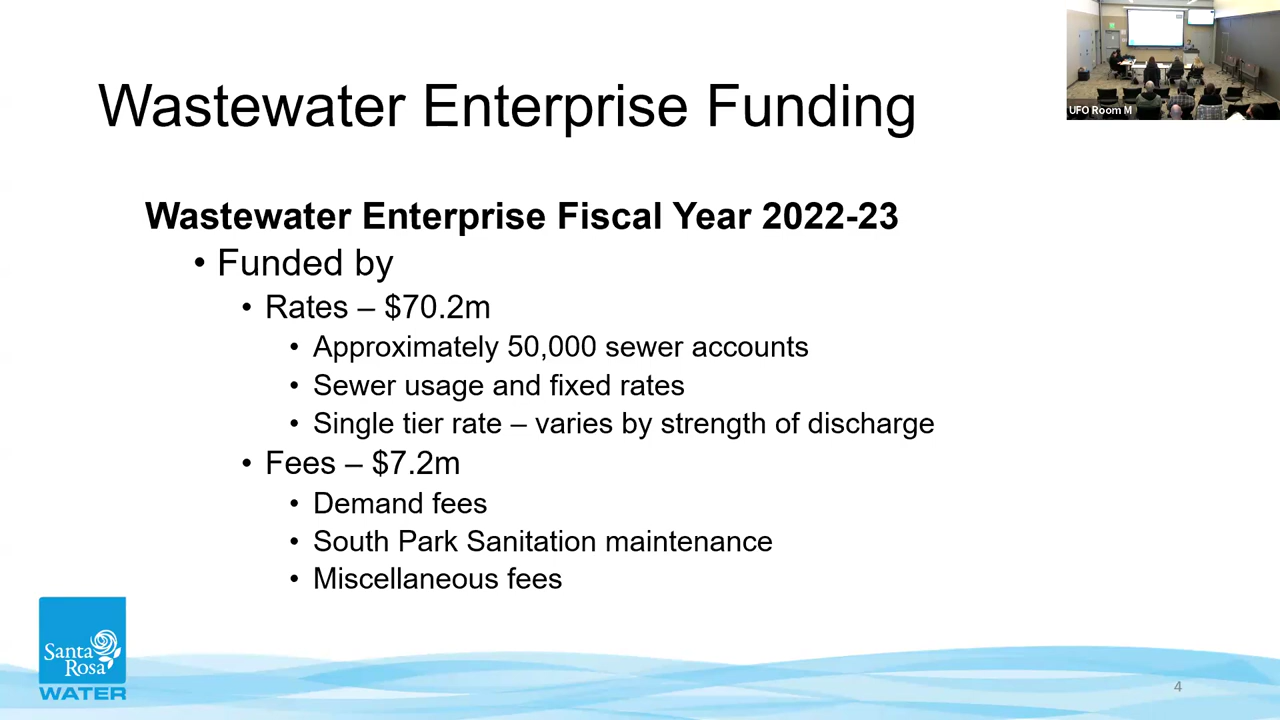 Wastewater Enterprise Funding
UFO Room M
Wastewater Enterprise Fiscal Year 2022-23
• Funded by
• Rates – $70.2m
• Approximately 50,000 sewer accounts
• Sewer usage and fixed rates
• Single tier rate – varies by strength of discharge
• Fees – $7.2m
• Demand fees
• South Park Sanitation maintenance
• Miscellaneous fees
Santa
Rosa
WATER
4